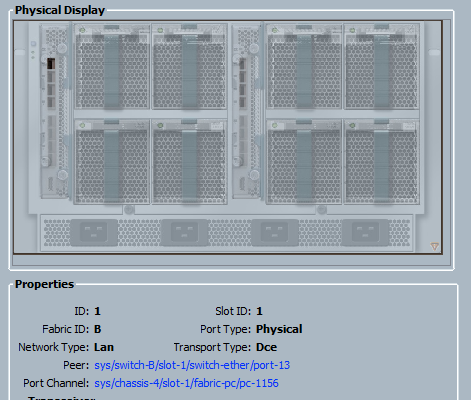 Physical Display
Properties
ID: 1 Slot ID: 1
Fabric ID: B Port Type: Physical
Network Type: Lan Transport Type: Dce
Peer: sys/switch-B/slot-1/switch-ether/port-13
Port Channel: sys/chassis-4/slot-1/fabric-pc/pc-1156